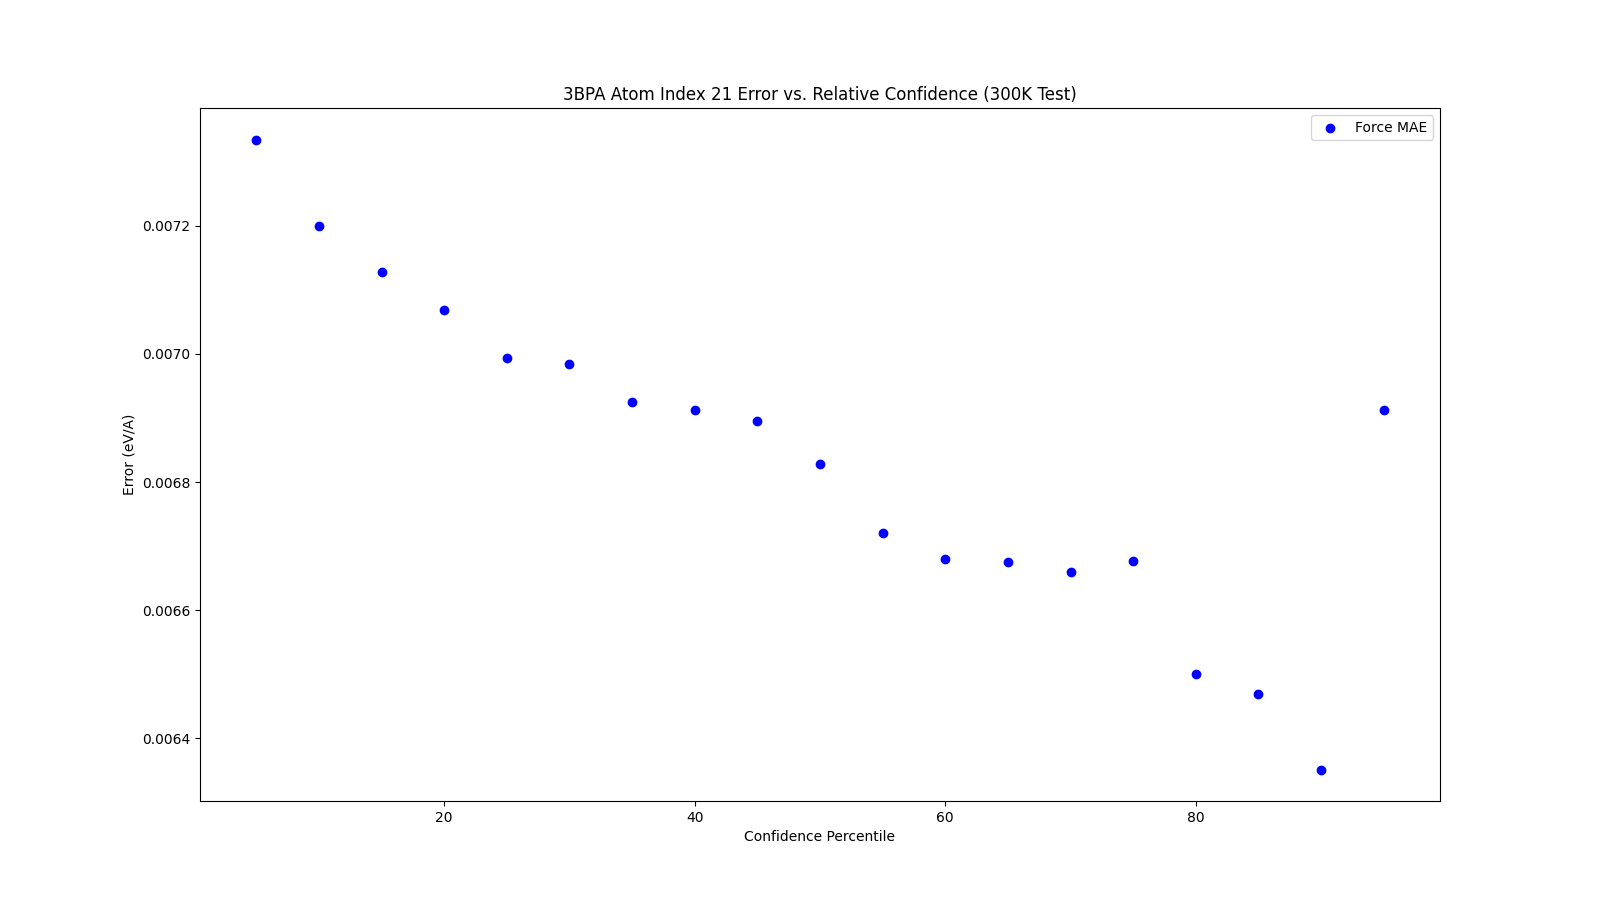 3BPA Atom Index 21 Error vs. Relative Confidence (300K Test)
Force MAE
0.0072
0.0070
0.0068
0.0066
0.0064
Error (eV/A)
20
40
60
80
Confidence Percentile